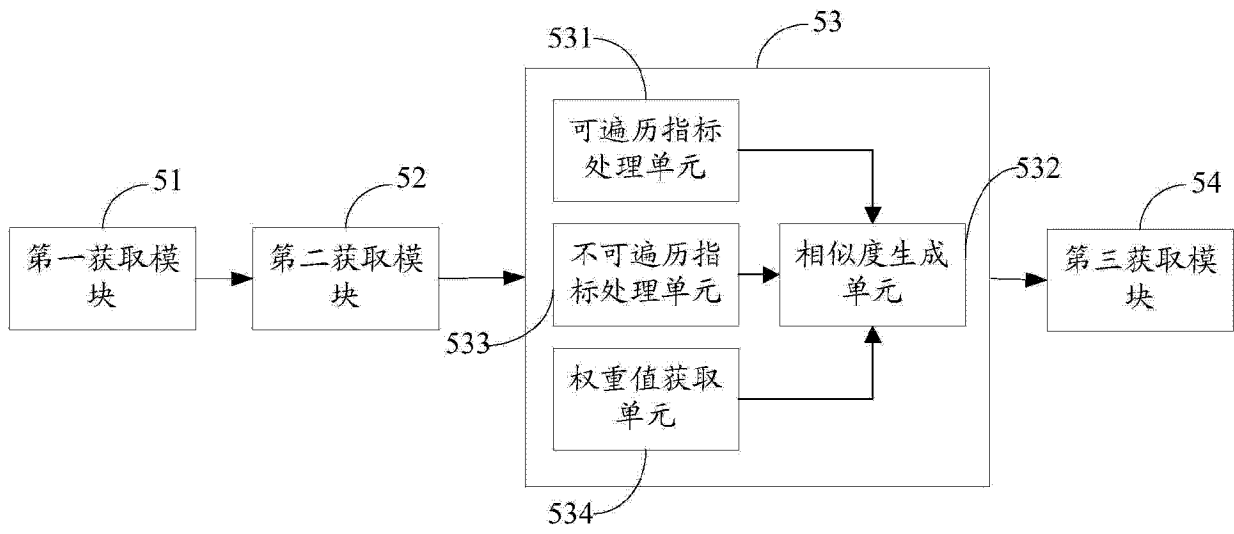 53
531
可遍历指标
处理单元
51
52
532
54
第一获取模
块
第二获取模
块
不可遍历指
标处理单元
相似度生成
单元
第三获取模
块
533
权重值获取
单元
534